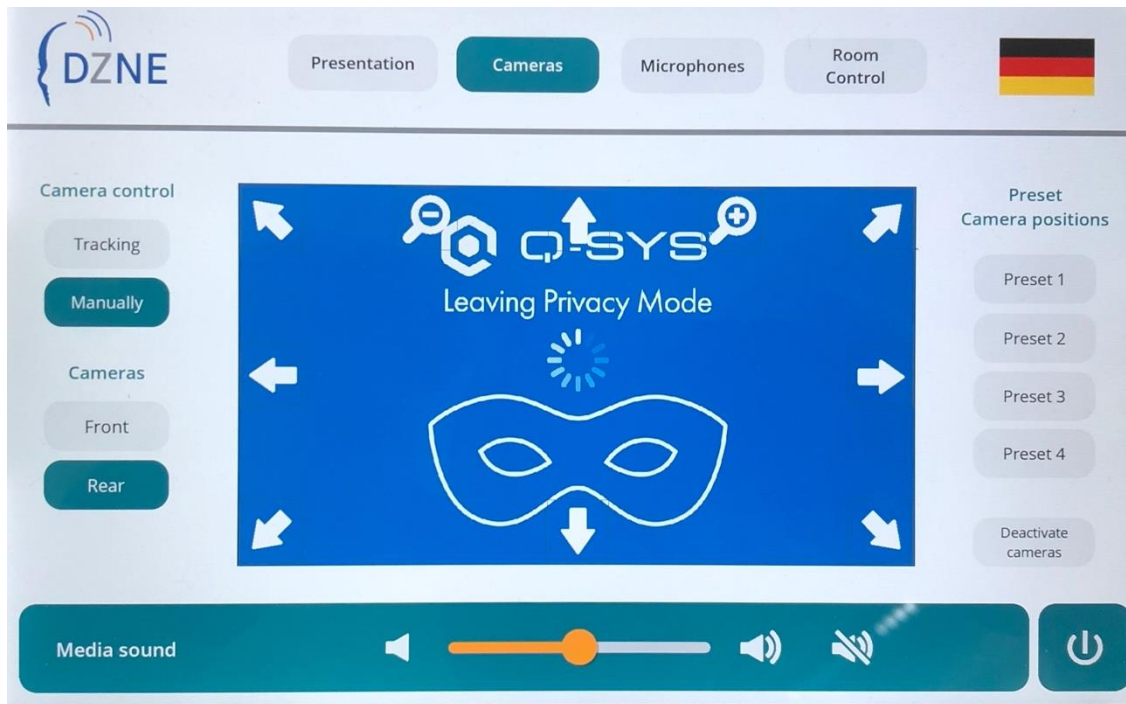 DZNE
Presentation
Cameras
Microphones
Room
Control
Camera control
Tracking
Manually
Cameras
Front
Rear
Q-SYS
Leaving Privacy Mode
Preset
Camera positions
Preset 1
Preset 2
Preset 3
Preset 4
Deactivate
cameras
Media sound